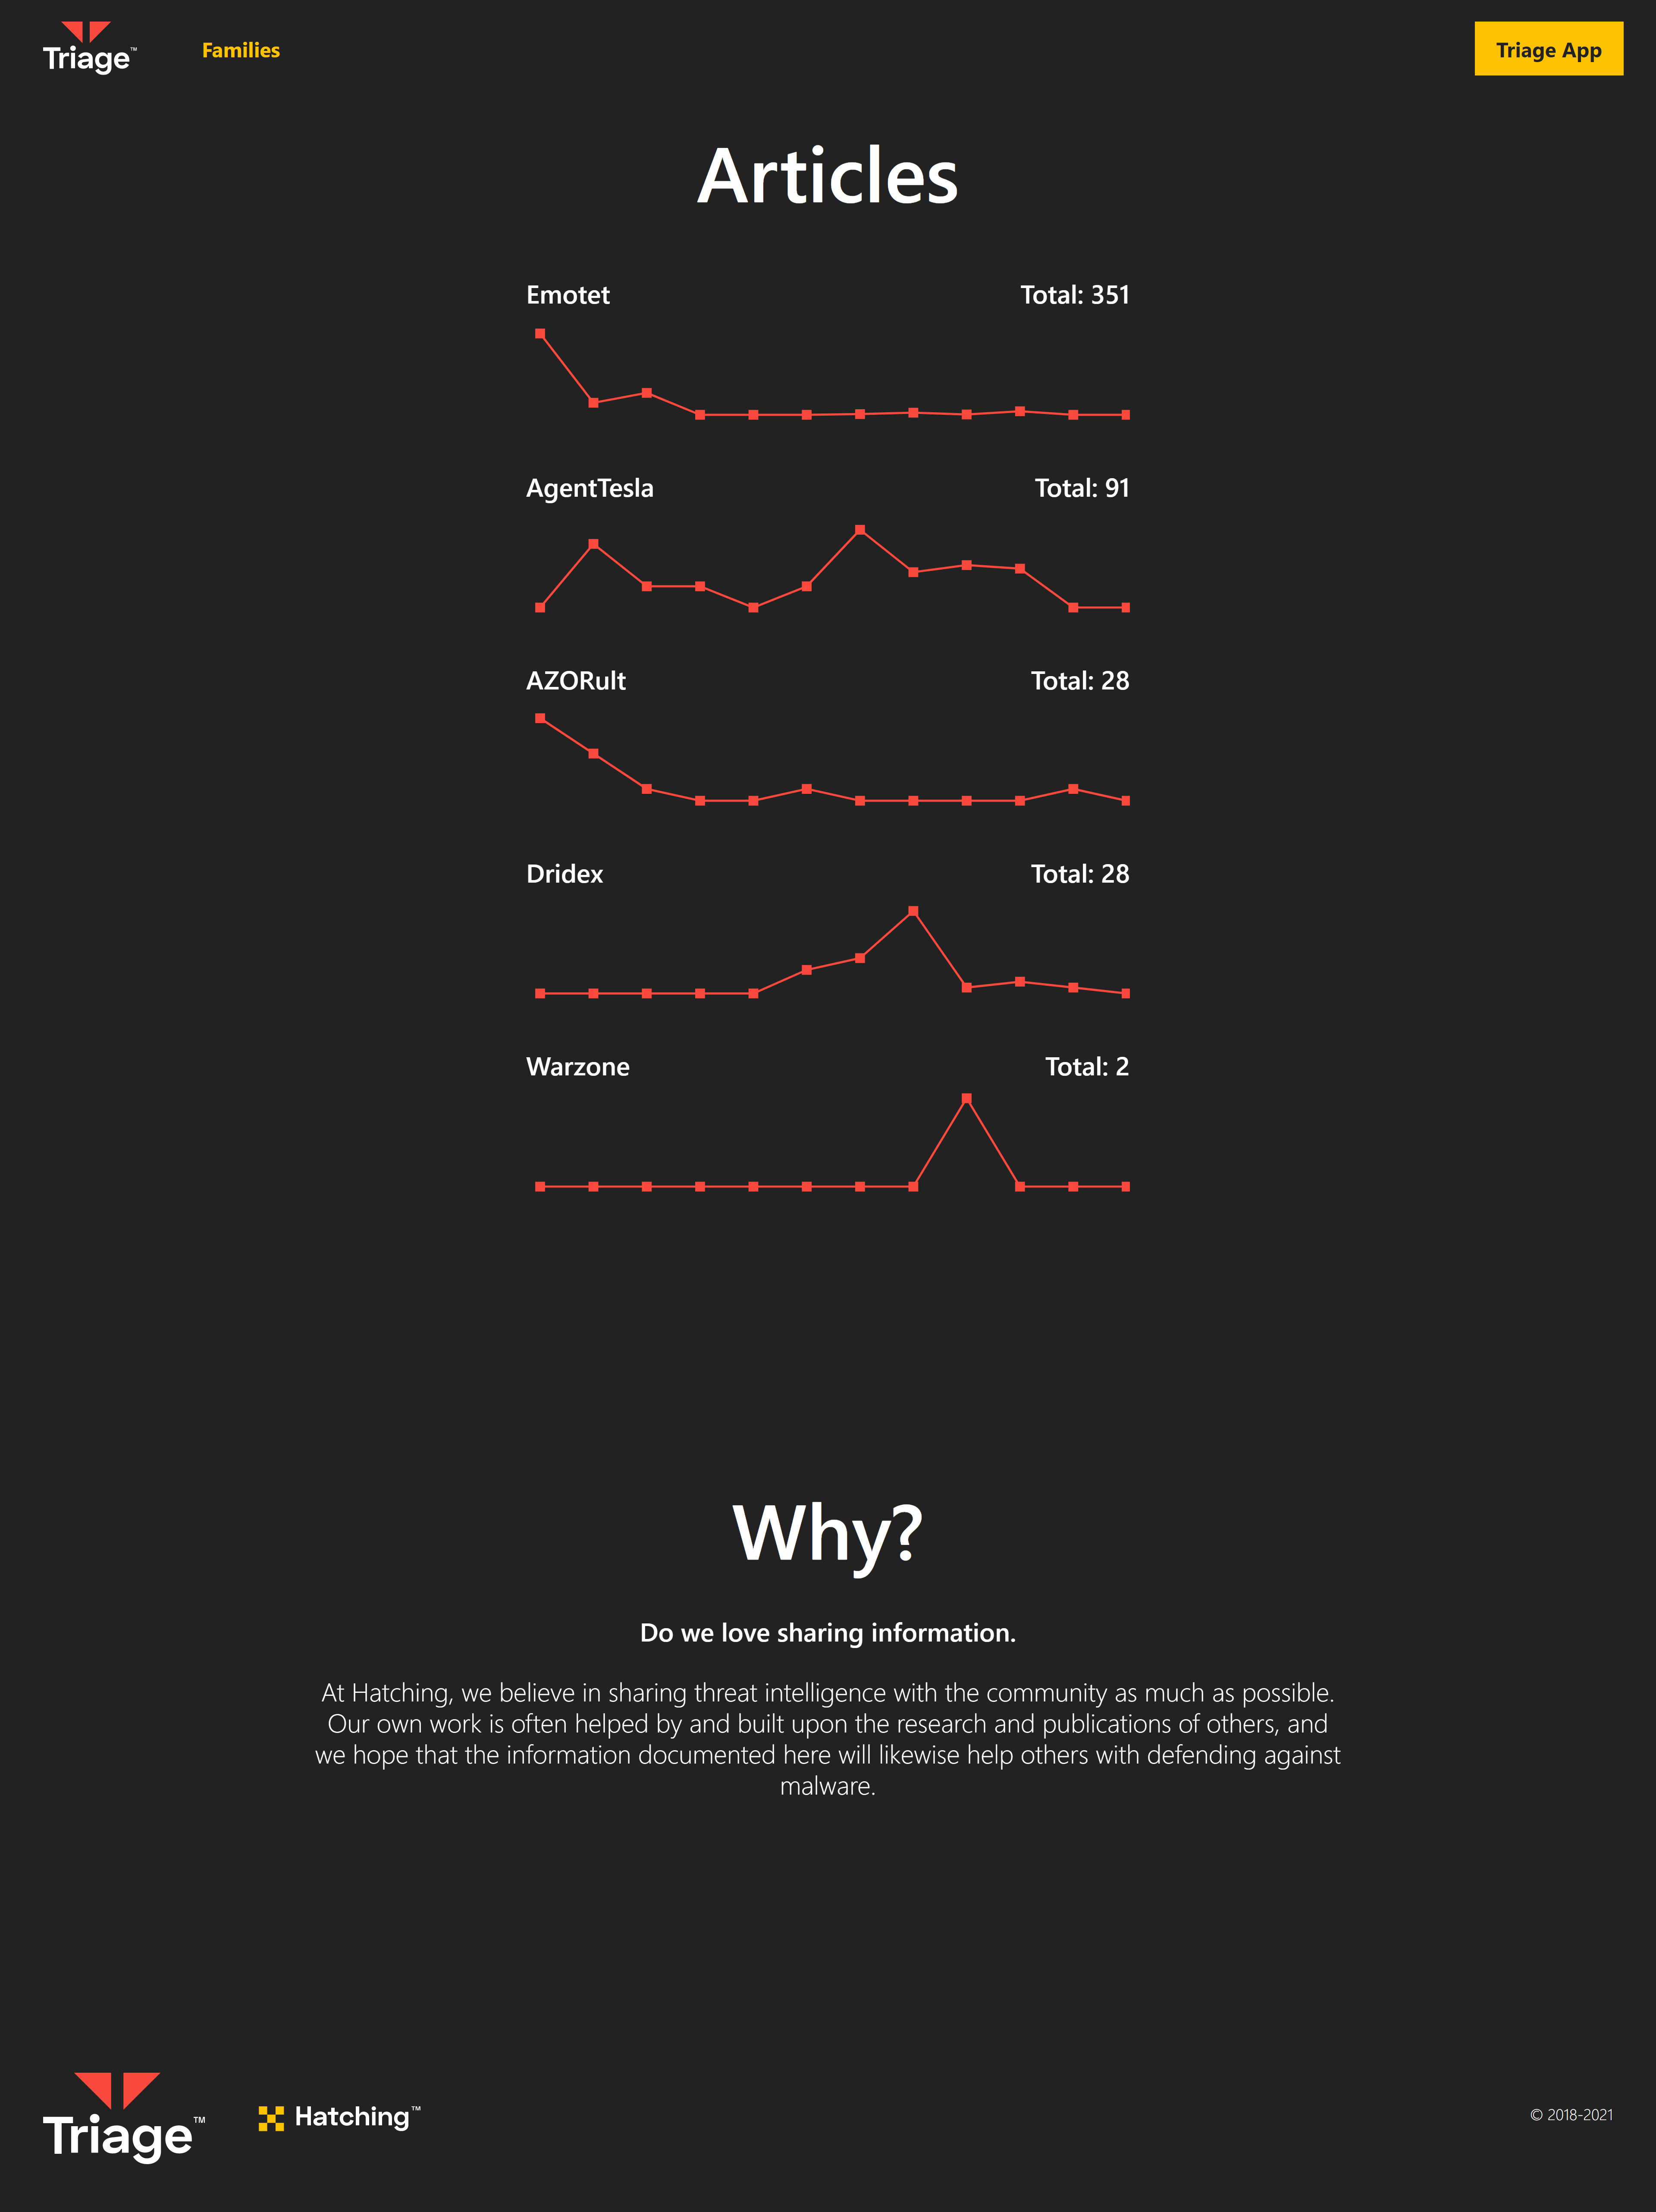 Triage™
Families
Triage App
Articles
Emotet
Total: 351
AgentTesla
Total: 91
AZORult
Total: 28
Dridex
Total: 28
Warzone
Total: 2
Why?
Do we love sharing information.
At Hatching, we believe in sharing threat intelligence with the community as much as possible.
Our own work is often helped by and built upon the research and publications of others, and
we hope that the information documented here will likewise help others with defending against
malware.
Triage™
Hatching™
© 2018-2021